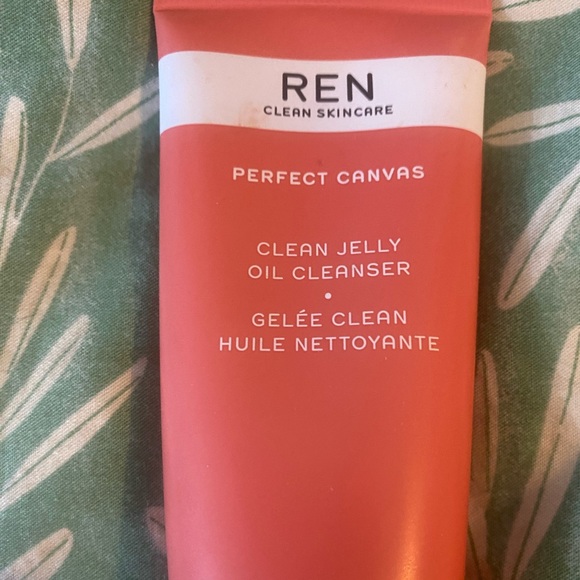 REN
CLEAN SKINCARE
PERFECT CANVAS
CLEAN JELLY
OIL CLEANSER
•
GELÉE CLEAN
HUILE NETTOYANTE